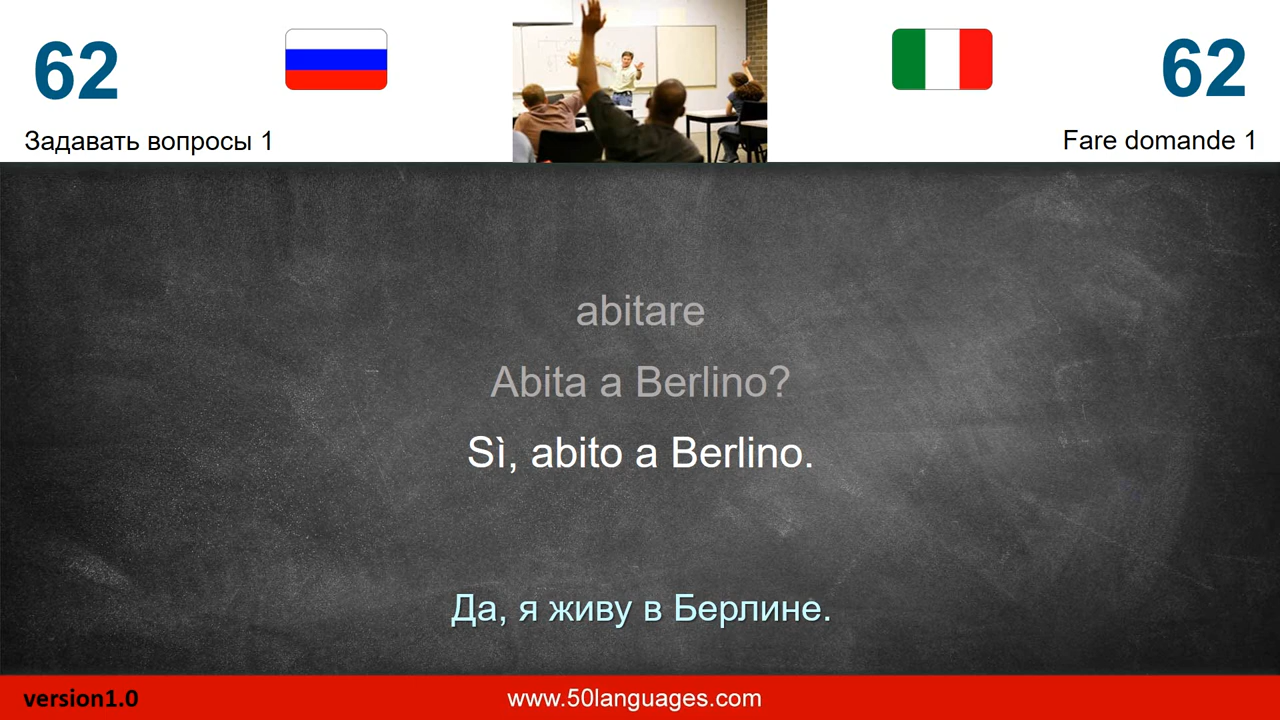 62
62
Задавать вопросы 1
Fare domande 1
abitare
Abita a Berlino?
Sì, abito a Berlino.
Да, я живу в Берлине.
version1.0
www.50languages.com